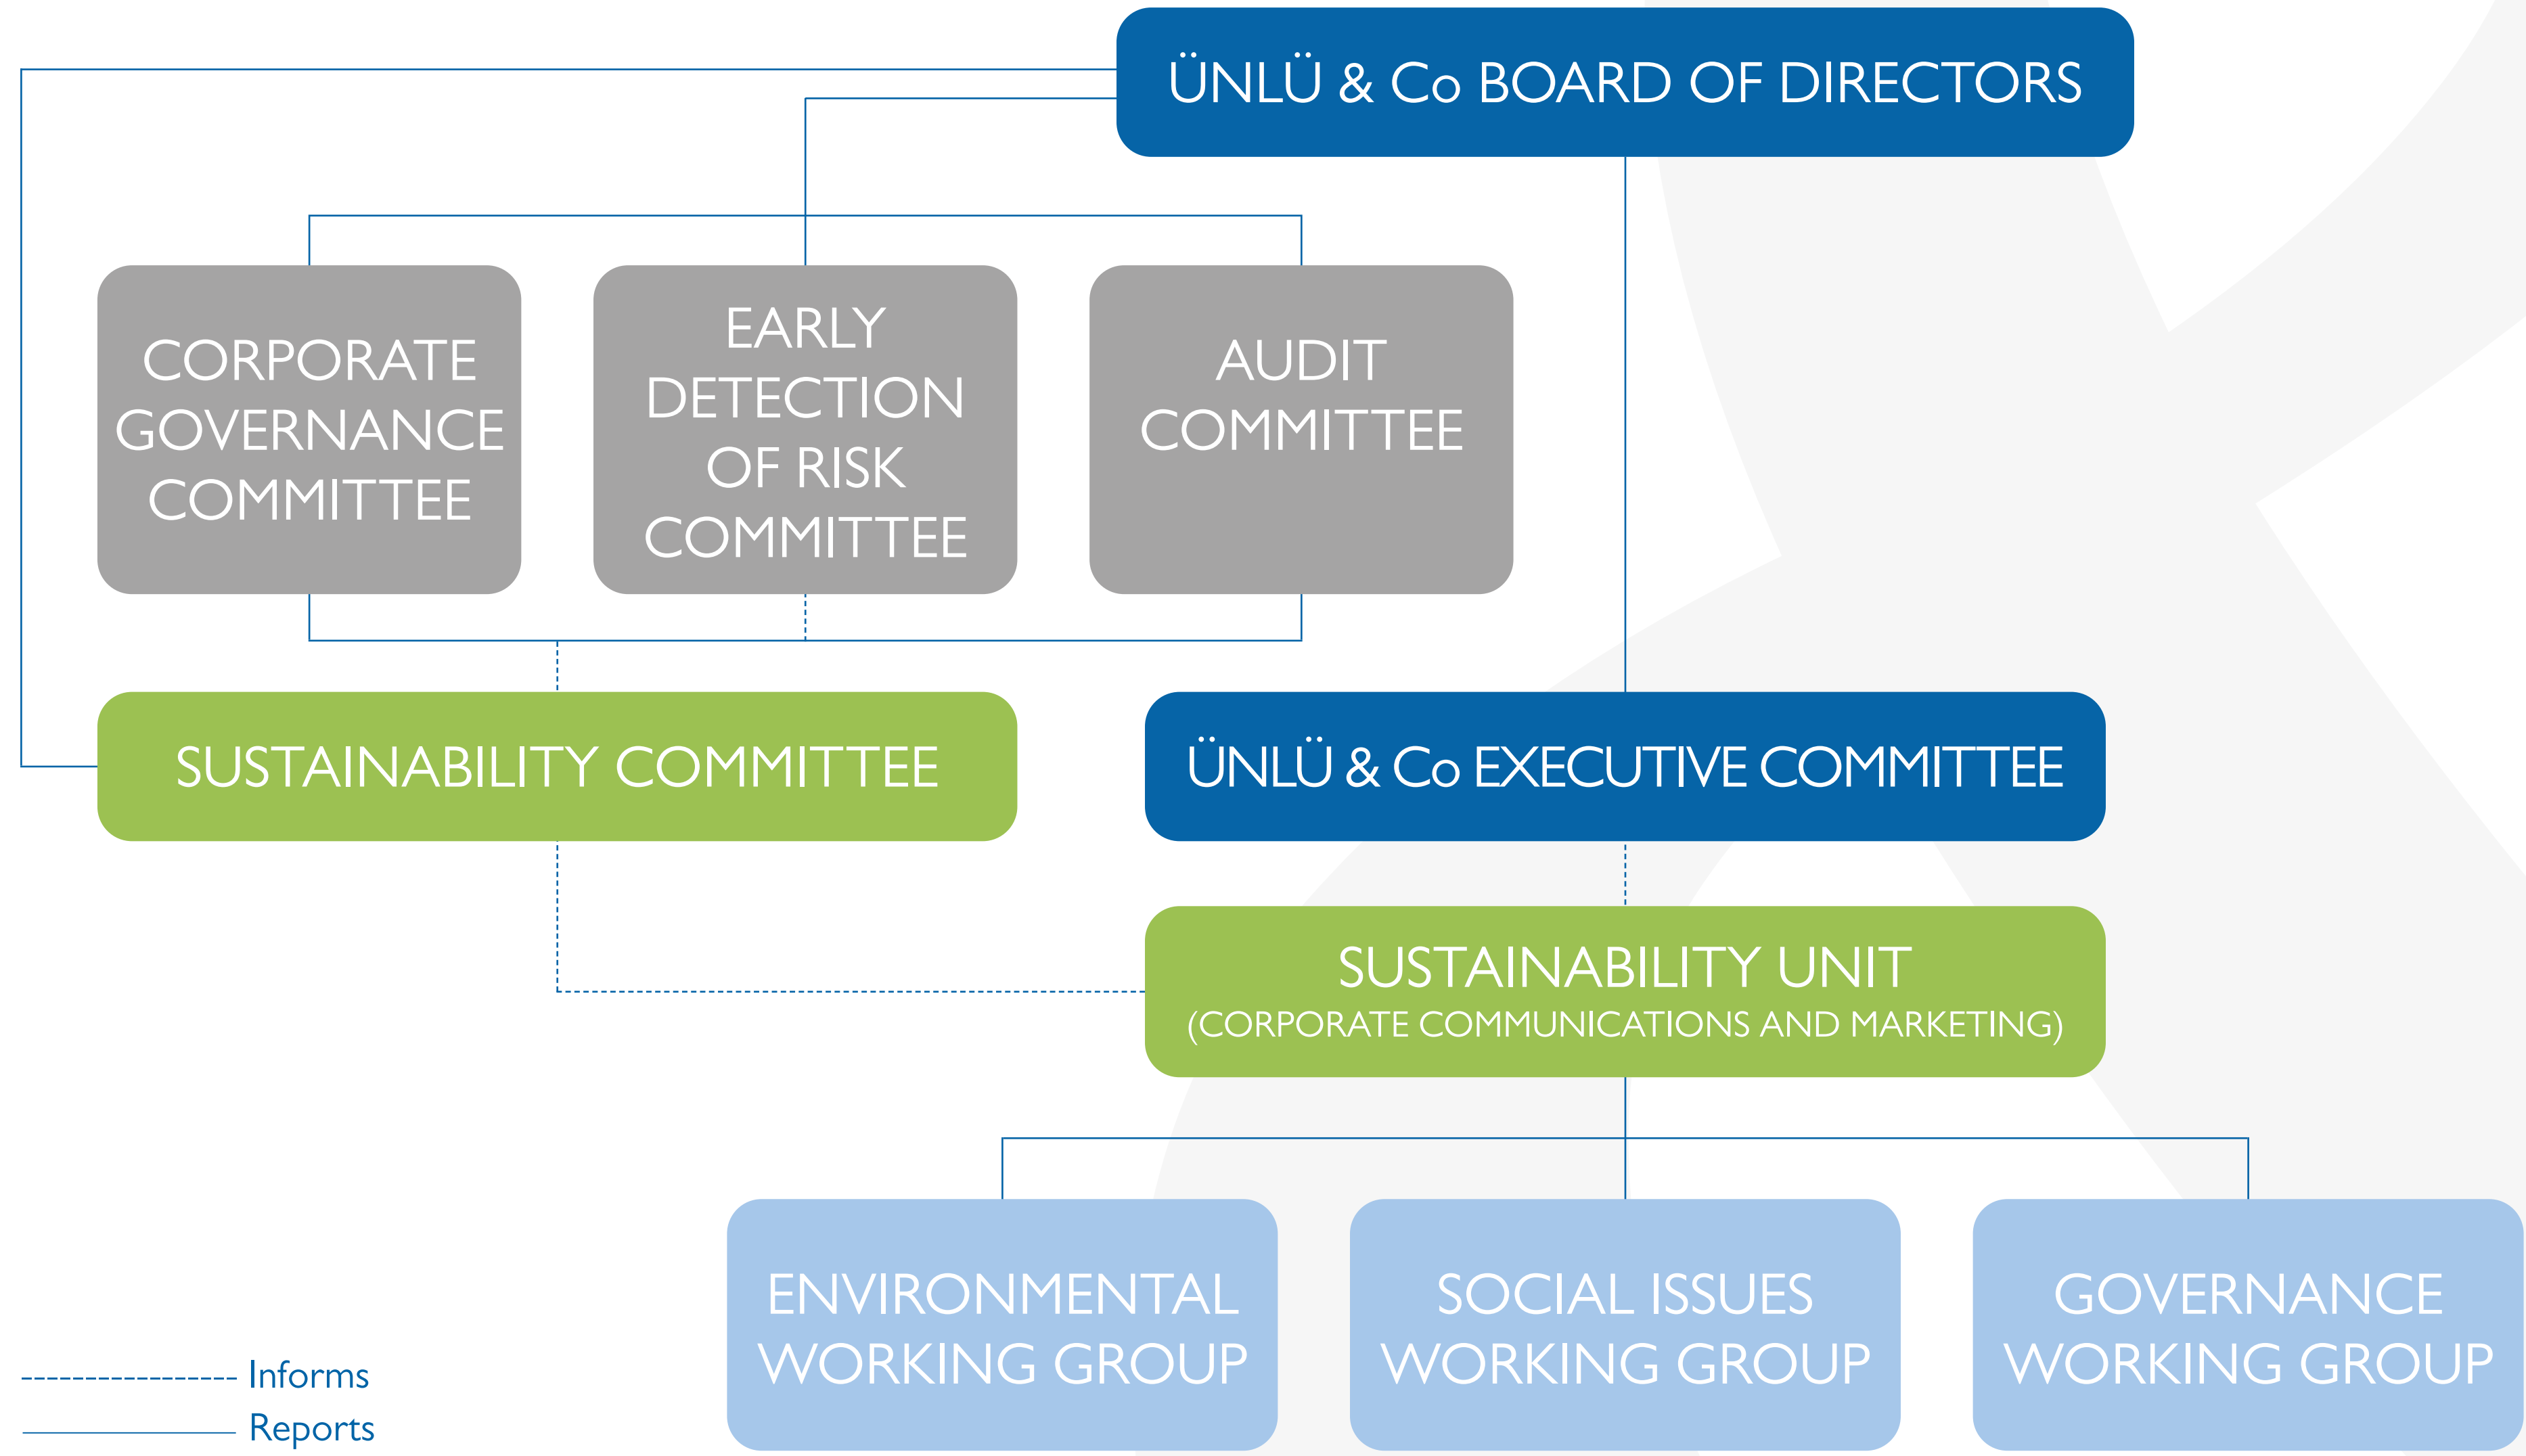 ÜNLÜ & Co BOARD OF DIRECTORS
CORPORATE
GOVERNANCE
COMMITTEE
EARLY
DETECTION
OF RISK
COMMITTEE
AUDIT
COMMITTEE
SUSTAINABILITY COMMITTEE
ÜNLÜ & Co EXECUTIVE COMMITTEE
SUSTAINABILITY UNIT
(CORPORATE COMMUNICATIONS AND MARKETING)
ENVIRONMENTAL
WORKING GROUP
SOCIAL ISSUES
WORKING GROUP
GOVERNANCE
WORKING GROUP
Informs
Reports